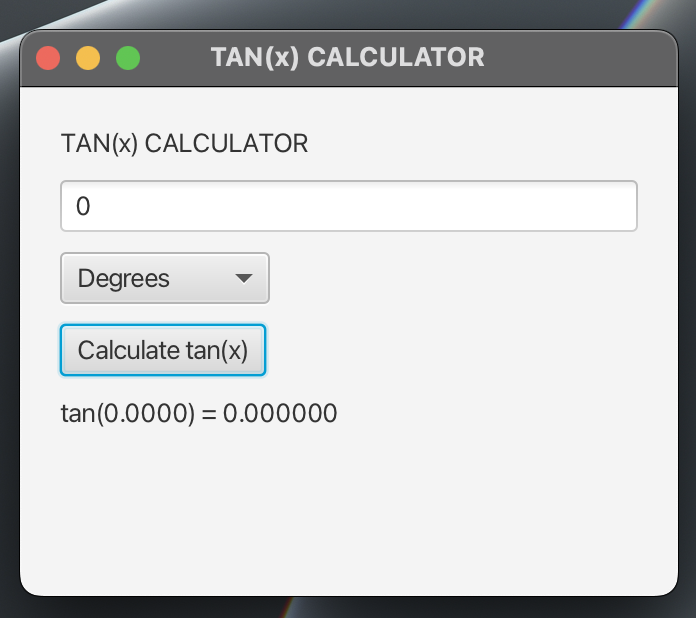 TAN(x) CALCULATOR
TAN(x) CALCULATOR
0
Degrees
Calculate tan(x)
tan(0.0000) = 0.000000